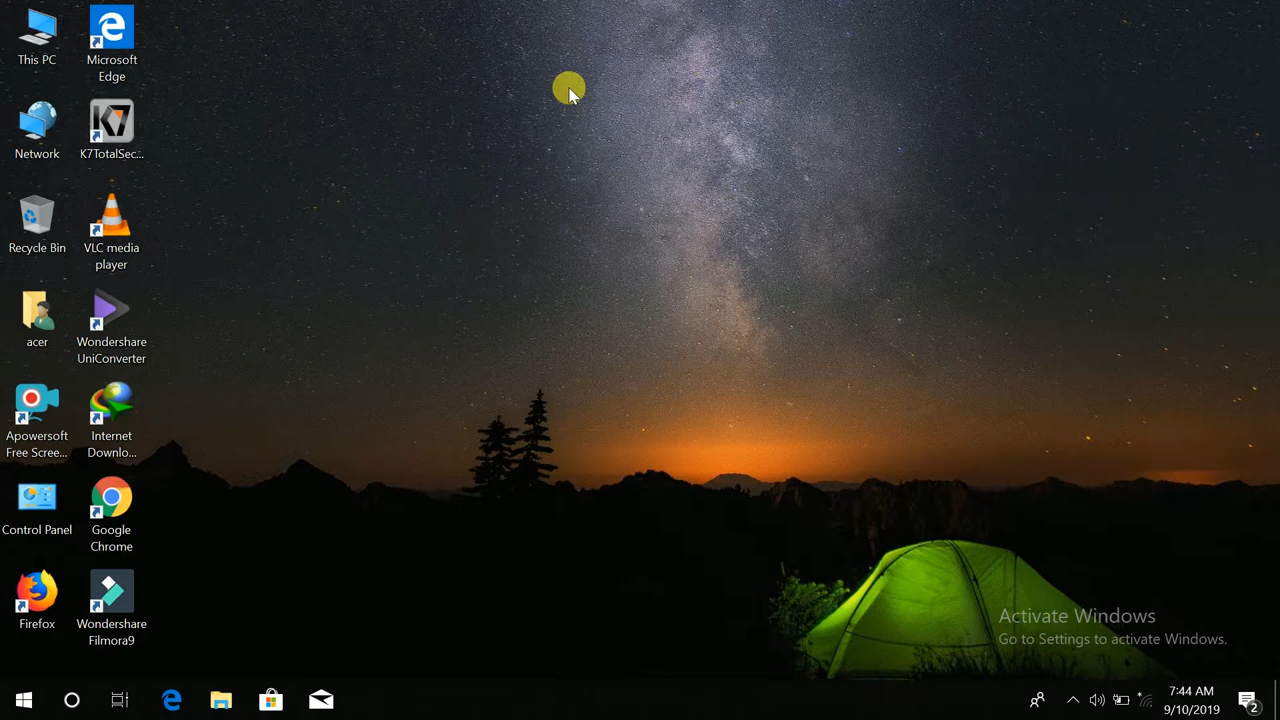 This PC
Microsoft
Edge
Network
K7TotalSec...
Recycle Bin
VLC media
player
acer
Wondershare
UniConverter
Apowersoft
Free Scree...
Internet
Downlo...
Control Panel
Google
Chrome
Firefox
Wondershare
Filmora9
Activate Windows
Go to Settings to activate Windows.
7:44 AM
9/10/2019
2